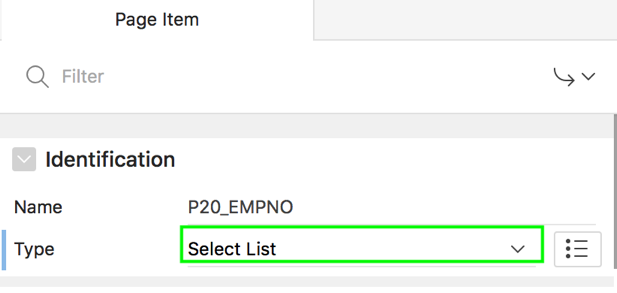 Page Item
Filter
Identification
Name P20_EMPNO
Type Select List